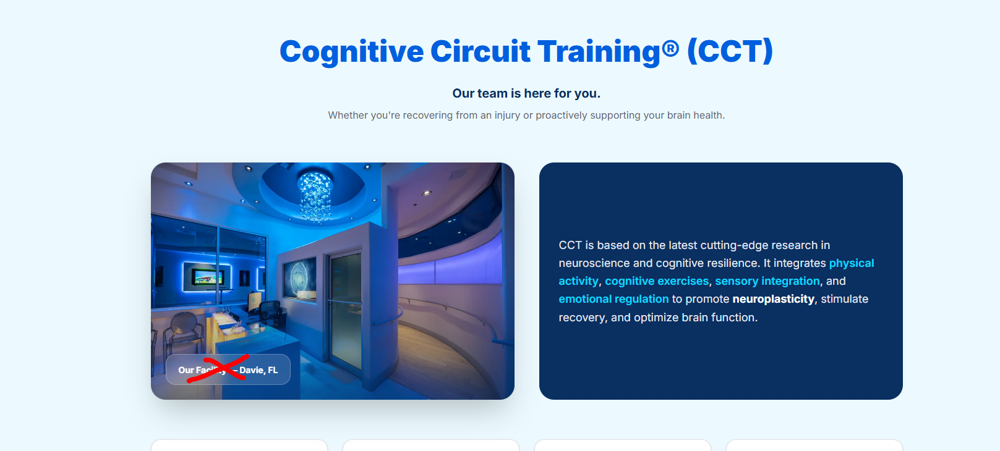 Cognitive Circuit Training® (CCT)
Our team is here for you.
Whether you're recovering from an injury or proactively supporting your brain health.
Our Facility — Davie, FL
CCT is based on the latest cutting-edge research in
neuroscience and cognitive resilience. It integrates physical
activity, cognitive exercises, sensory integration, and
emotional regulation to promote neuroplasticity, stimulate
recovery, and optimize brain function.